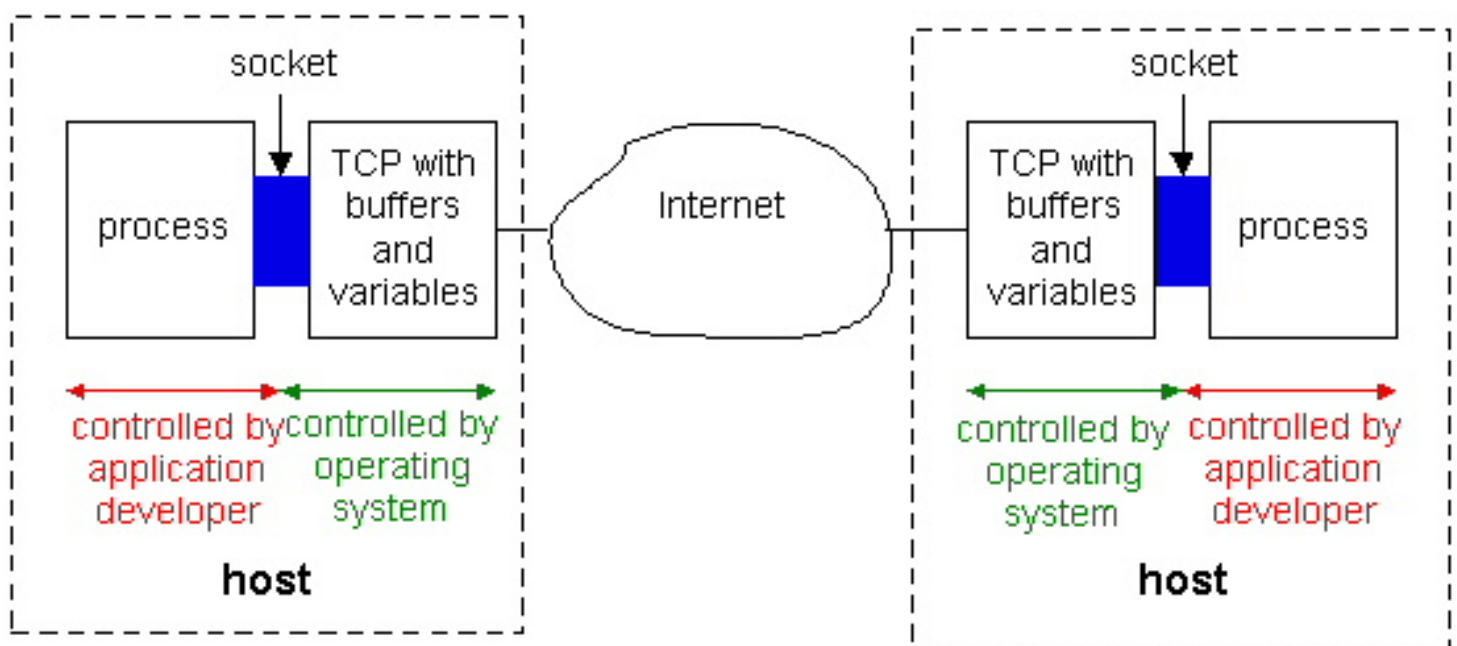 socket
process
TCP with
buffers
and
variables
controlled by
application
developer
controlled by
operating
system
host
Internet
socket
TCP with
buffers
and
variables
process
controlled by
operating
system
controlled by
application
developer
host